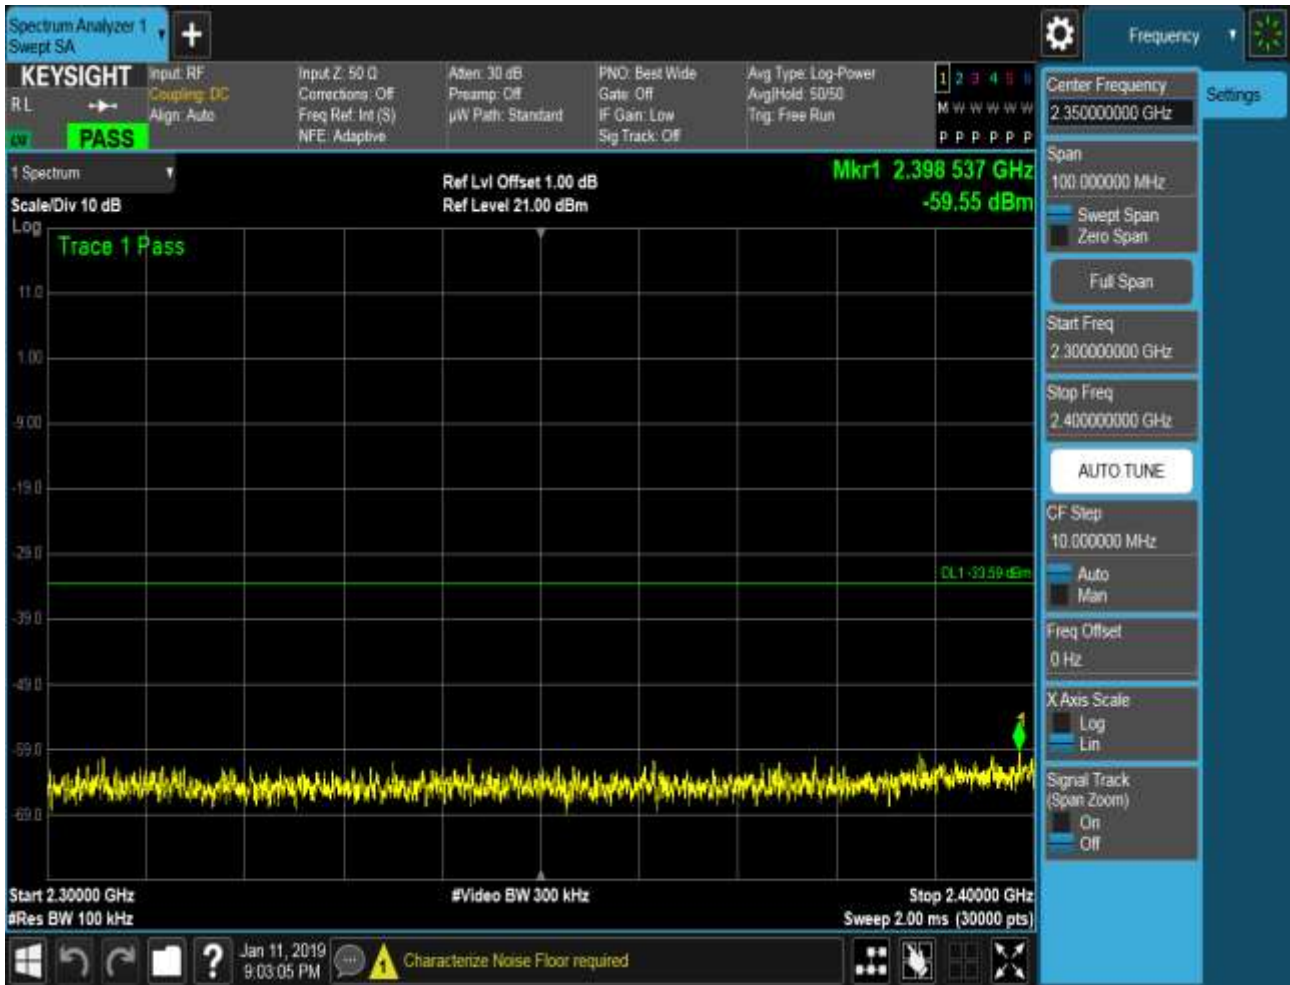 Spectrum Analyzer 1
Swept SA
Frequency
KEYSIGHT
R L
PASS
Input: RF
Coupling: DC
Align: Auto
Input Z: 50 Ω
Corrections: Off
Freq Ref: Int (S)
NFE: Adaptive
Atten: 30 dB
Preamp: Off
µW Path: Standard
PNO: Best Wide
Gate: Off
IF Gain: Low
Sig Track: Off
Avg Type: Log-Power
Avg|Hold: 50/50
Trig: Free Run
1 2 3 4 5 6
M W W W W W
P P P P P P
1 Spectrum
Scale/Div 10 dB
Log
Ref Lvl Offset 1.00 dB
Ref Level 21.00 dBm
Mkr1 2.398 537 GHz
-59.55 dBm
Trace 1 Pass
11.0
1.00
-9.00
-19.0
-29.0
DL1 -33.59 dBm
-39.0
-49.0
1
-59.0
-69.0
Start 2.30000 GHz
#Res BW 100 kHz
#Video BW 300 kHz
Stop 2.40000 GHz
Sweep 2.00 ms (30000 pts)
Center Frequency
2.350000000 GHz
Settings
Span
100.000000 MHz
Swept Span
Zero Span
Full Span
Start Freq
2.300000000 GHz
Stop Freq
2.400000000 GHz
AUTO TUNE
CF Step
10.000000 MHz
Auto
Man
Freq Offset
0 Hz
X Axis Scale
Log
Lin
Signal Track
(Span Zoom)
On
Off
?
Jan 11, 2019
9:03:05 PM
1
Characterize Noise Floor required